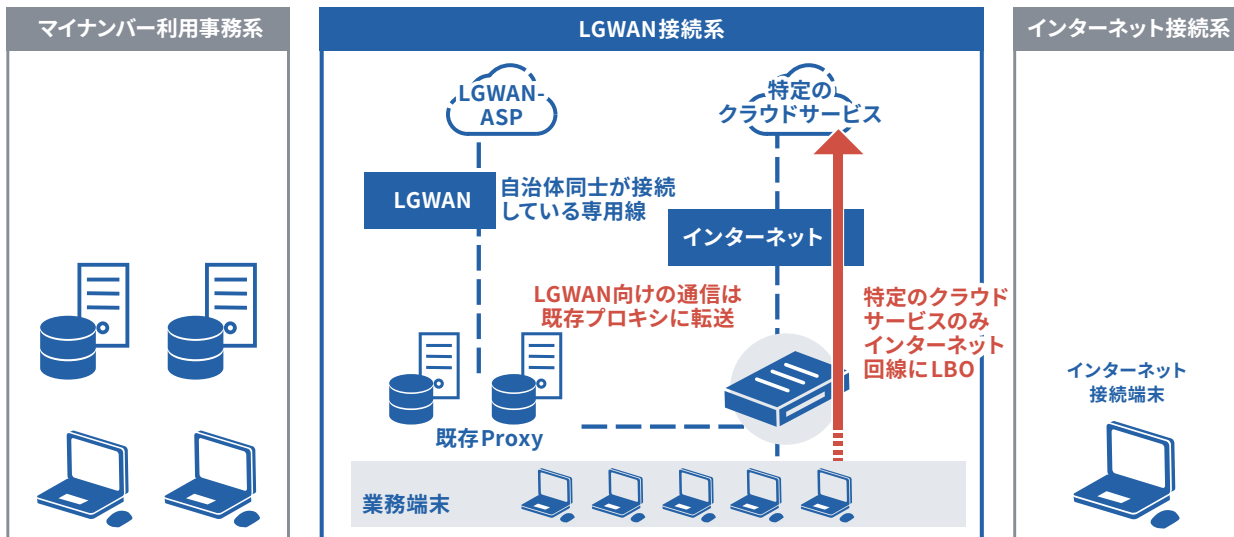 マイナンバー利用事務系
LGWAN接続系
インターネット接続系
LGWAN-
ASP
特定の
クラウドサービス
LGWAN
自治体同士が接続
している専用線
インターネット
LGWAN向けの通信は
既存プロキシに転送
特定のクラウド
サービスのみ
インターネット
回線にLBO
既存Proxy
業務端末
インターネット
接続端末